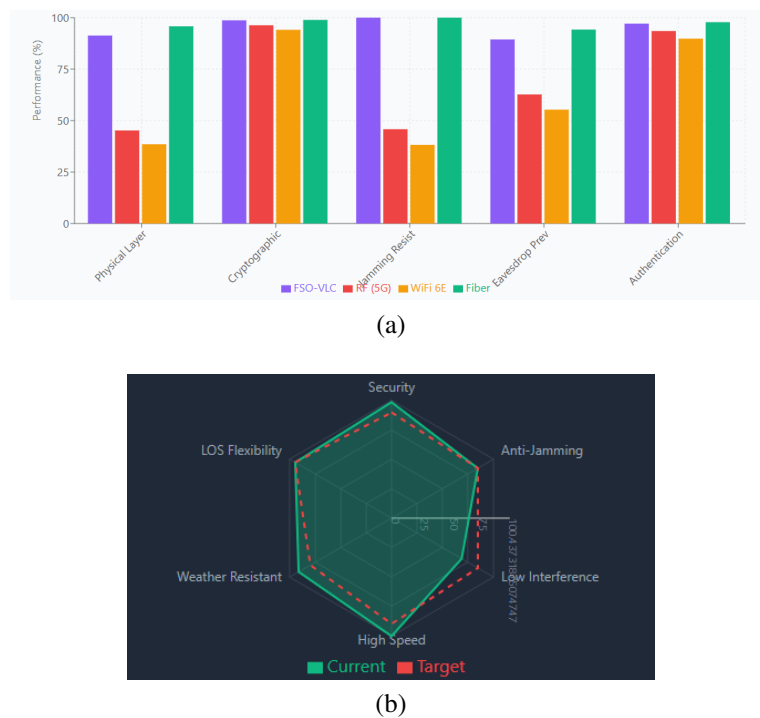 Performance (%)
100
75
50
25
0
Physical Layer
Cryptographic
Jamming Resist
Eavesdrop Prev
Authentication
FSO-VLC RF (5G) WiFi 6E Fiber
(a)
Security
LOS Flexibility
Anti-Jamming
0 25 50 75
Weather Resistant
Low Interference
High Speed
Current Target
(b)